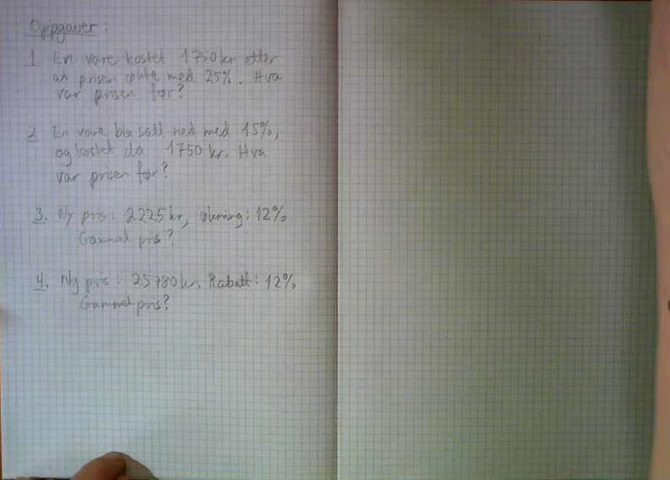 Oppgaver:
1 En vare kostet 1750 kr etter
at prisen økte med 25%. Hva
var prisen før?
2 En vare ble satt ned med 15%,
og kostet da 1750 kr. Hva
var prisen før?
3. Ny pris: 2225 kr, økning: 12%
Gammel pris?
4. Ny pris: 25780 kr. Rabatt: 12%
Gammel pris?